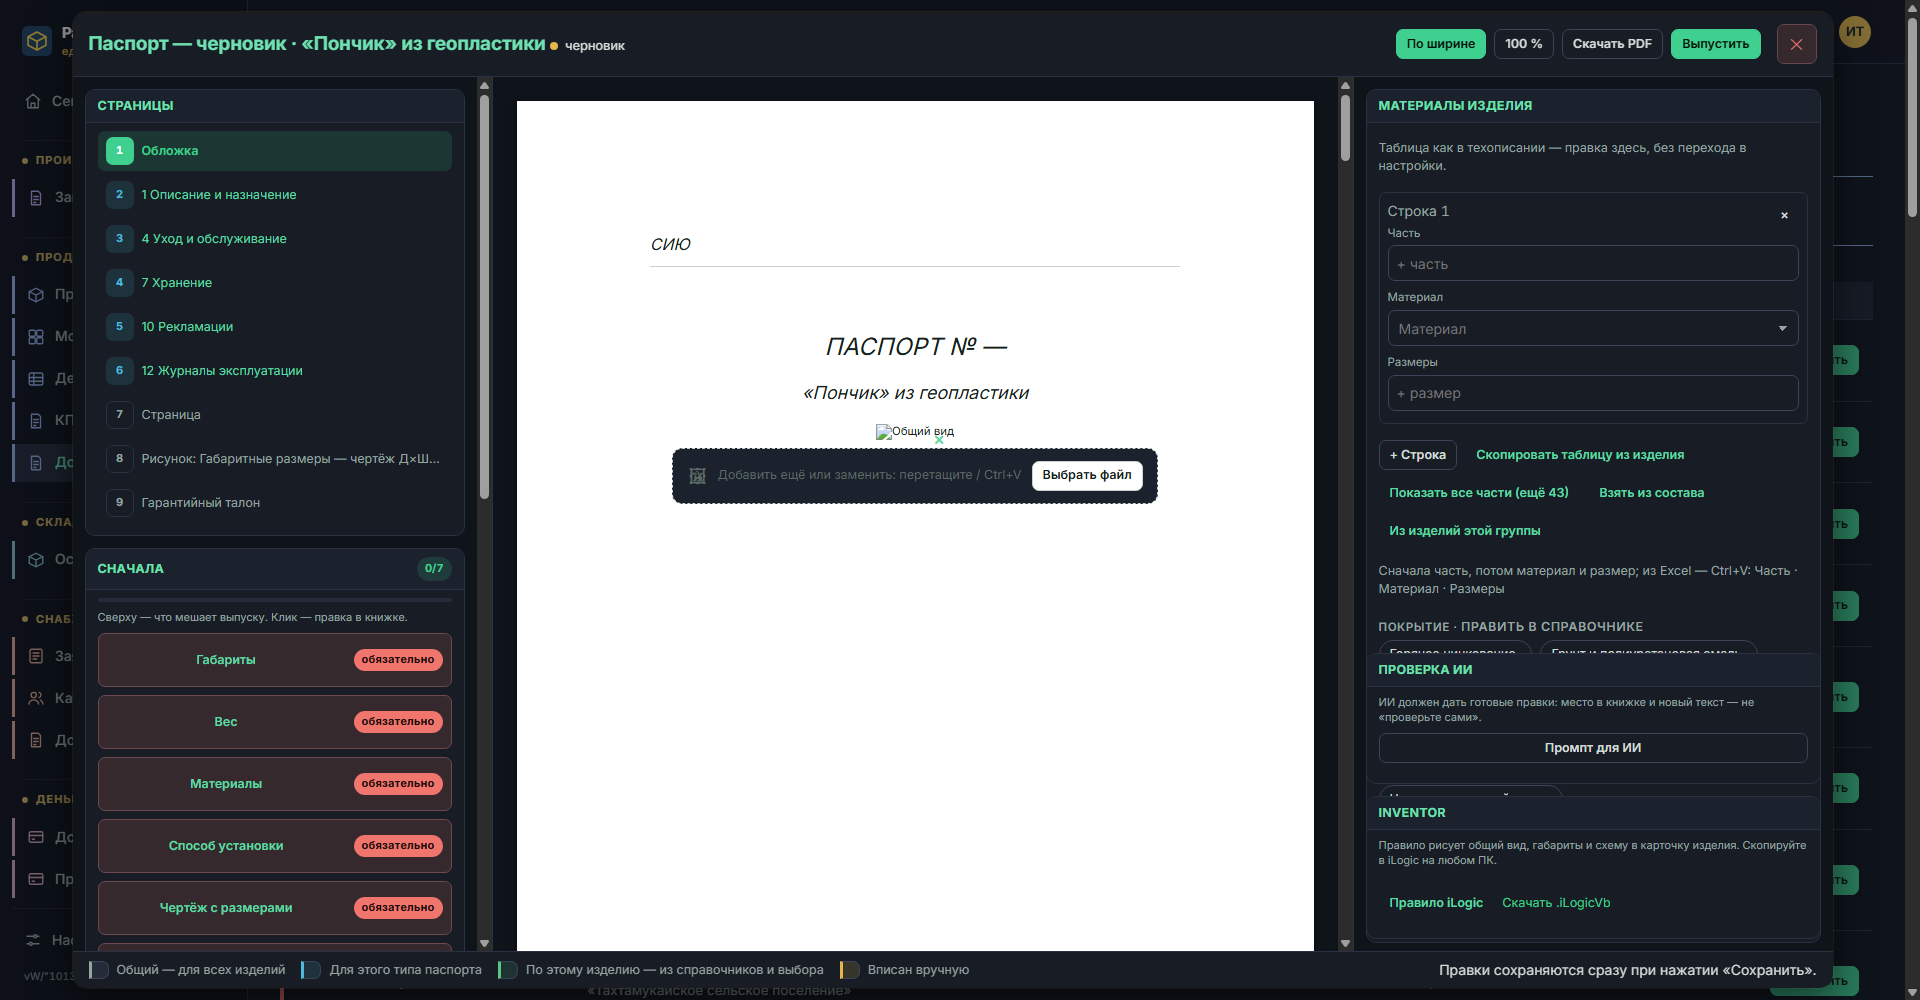 Паспорт — черновик · «Пончик» из геопластики
черновик
По ширине
100 %
Скачать PDF
Выпустить
ИТ
СТРАНИЦЫ
1 Обложка
2 1 Описание и назначение
3 4 Уход и обслуживание
4 7 Хранение
5 10 Рекламации
6 12 Журналы эксплуатации
7 Страница
8 Рисунок: Габаритные размеры — чертёж Д×Ш...
9 Гарантийный талон
СНАЧАЛА 0/7
Сверху — что мешает выпуску. Клик — правка в книжке.
Габариты обязательно
Вес обязательно
Материалы обязательно
Способ установки обязательно
Чертёж с размерами обязательно
СИЮ
ПАСПОРТ № —
«Пончик» из геопластики
Общий вид
×
Добавить ещё или заменить: перетащите / Ctrl+V
Выбрать файл
МАТЕРИАЛЫ ИЗДЕЛИЯ
Таблица как в техописании — правка здесь, без перехода в
настройки.
Строка 1 ×
Часть
+ часть
Материал
Материал
Размеры
+ размер
+ Строка
Скопировать таблицу из изделия
Показать все части (ещё 43)
Взять из состава
Из изделий этой группы
Сначала часть, потом материал и размер; из Excel — Ctrl+V: Часть ·
Материал · Размеры
ПОКРЫТИЕ · ПРАВИТЬ В СПРАВОЧНИКЕ
ПРОВЕРКА ИИ
ИИ должен дать готовые правки: место в книжке и новый текст — не
«проверьте сами».
Промпт для ИИ
INVENTOR
Правило рисует общий вид, габариты и схему в карточку изделия. Скопируйте
в iLogic на любом ПК.
Правило iLogic
Скачать .iLogicVb
Общий — для всех изделий
Для этого типа паспорта
По этому изделию — из справочников и выбора
Вписан вручную
Правки сохраняются сразу при нажатии «Сохранить».
«Тахтамукайское сельское поселение»